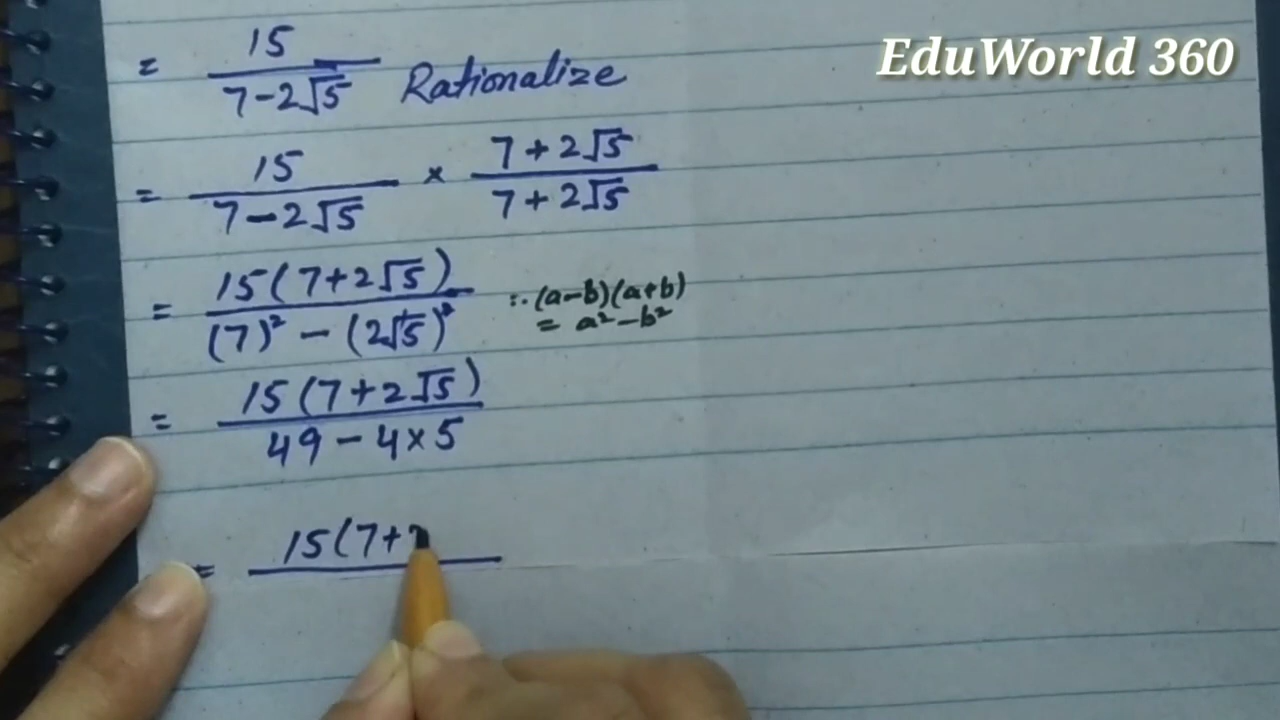 EduWorld 360
= 15 / 7-2√5 Rationalize
= 15 / 7-2√5 × 7+2√5 / 7+2√5
= 15(7+2√5) / (7)² - (2√5)² ∵ (a-b)(a+b)
= a²-b²
= 15(7+2√5) / 49-4×5
= 15(7+